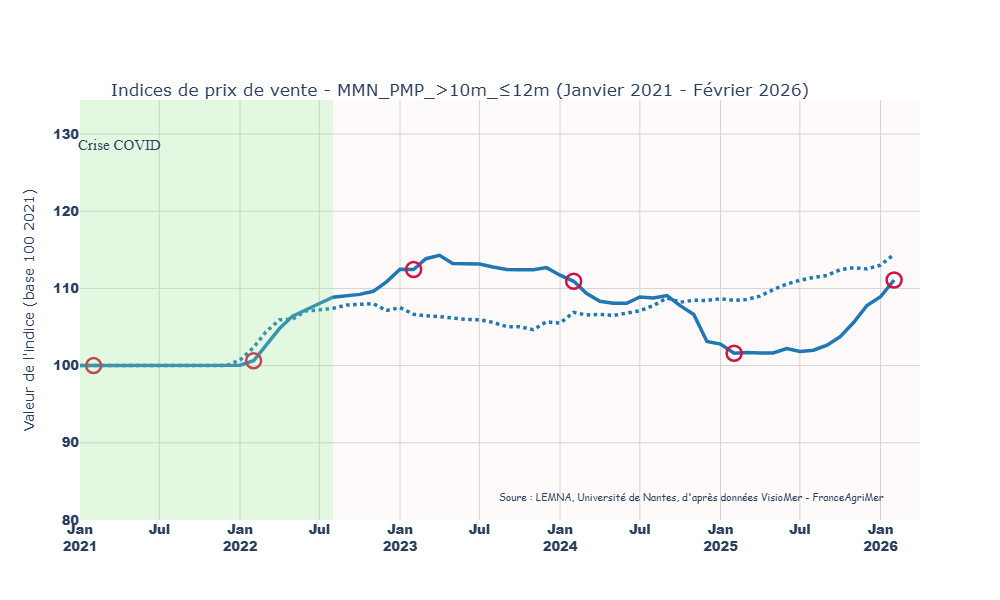 Indices de prix de vente - MMN_PMP_>10m_≤12m (Janvier 2021 - Février 2026)
Crise COVID
Valeur de l'indice (base 100 2021)
130
120
110
100
90
80
Soure : LEMNA, Université de Nantes, d'après données VisioMer - FranceAgriMer
Jan Jul Jan Jul Jan Jul Jan Jul Jan Jul Jan
2021 2022 2023 2024 2025 2026